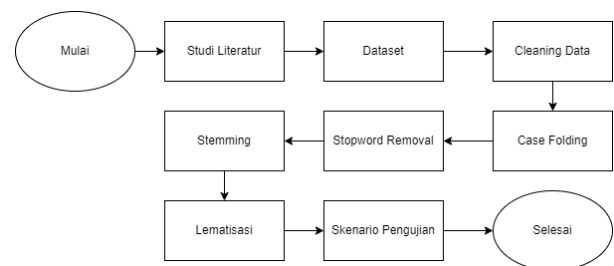 Mulai
Studi Literatur
Dataset
Cleaning Data
Case Folding
Stopword Removal
Stemming
Lematisasi
Skenario Pengujian
Selesai